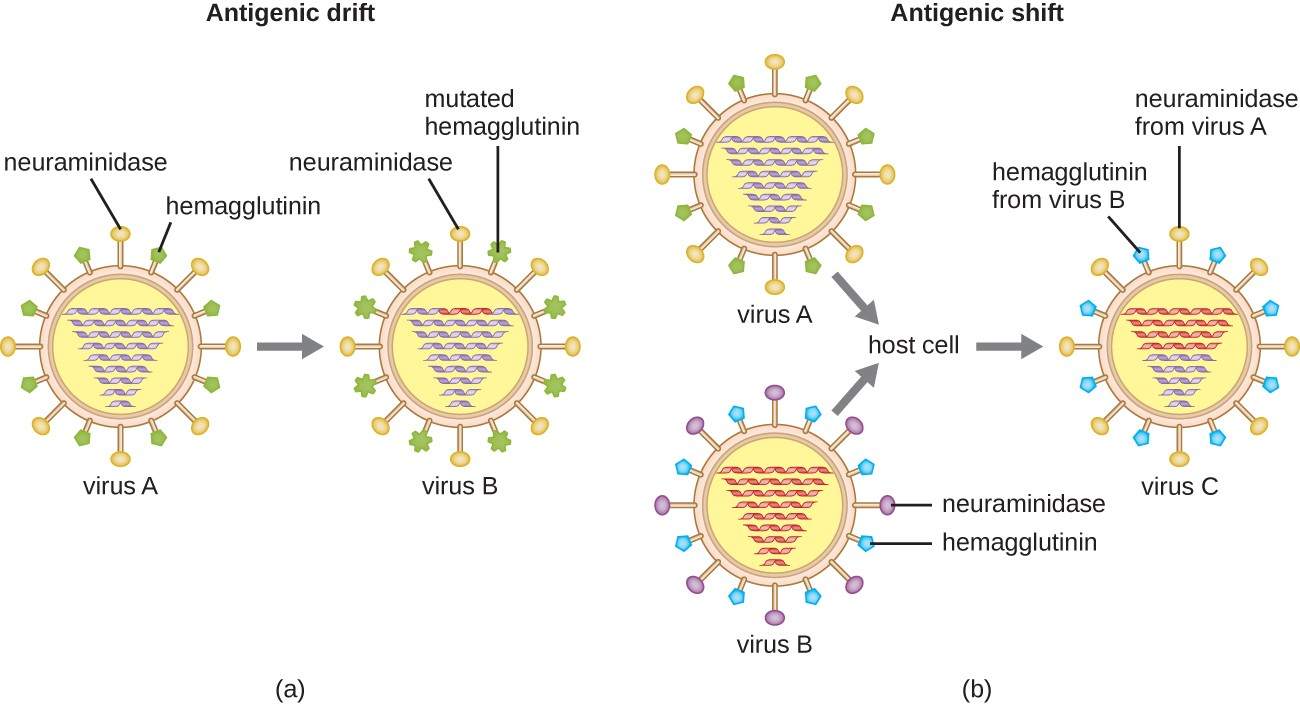 Antigenic drift
neuraminidase
hemagglutinin
virus A
neuraminidase
mutated
hemagglutinin
virus B
(a)
Antigenic shift
virus A
host cell
neuraminidase
hemagglutinin
virus B
hemagglutinin
from virus B
neuraminidase
from virus A
virus C
(b)